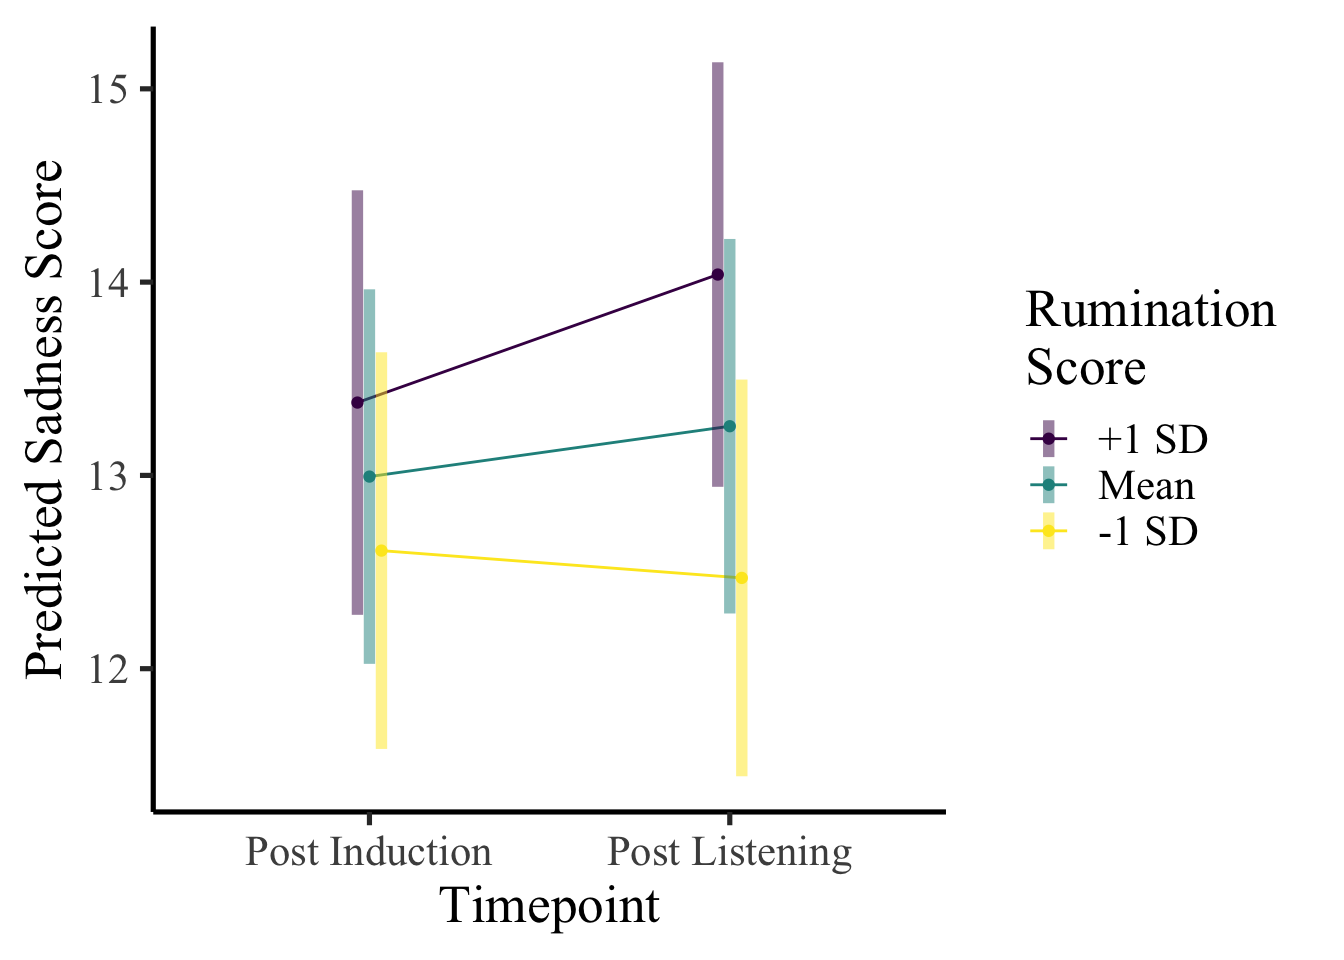 Predicted Sadness Score
15
14
13
12
Post Induction
Post Listening
Timepoint
Rumination
Score
+1 SD
Mean
-1 SD